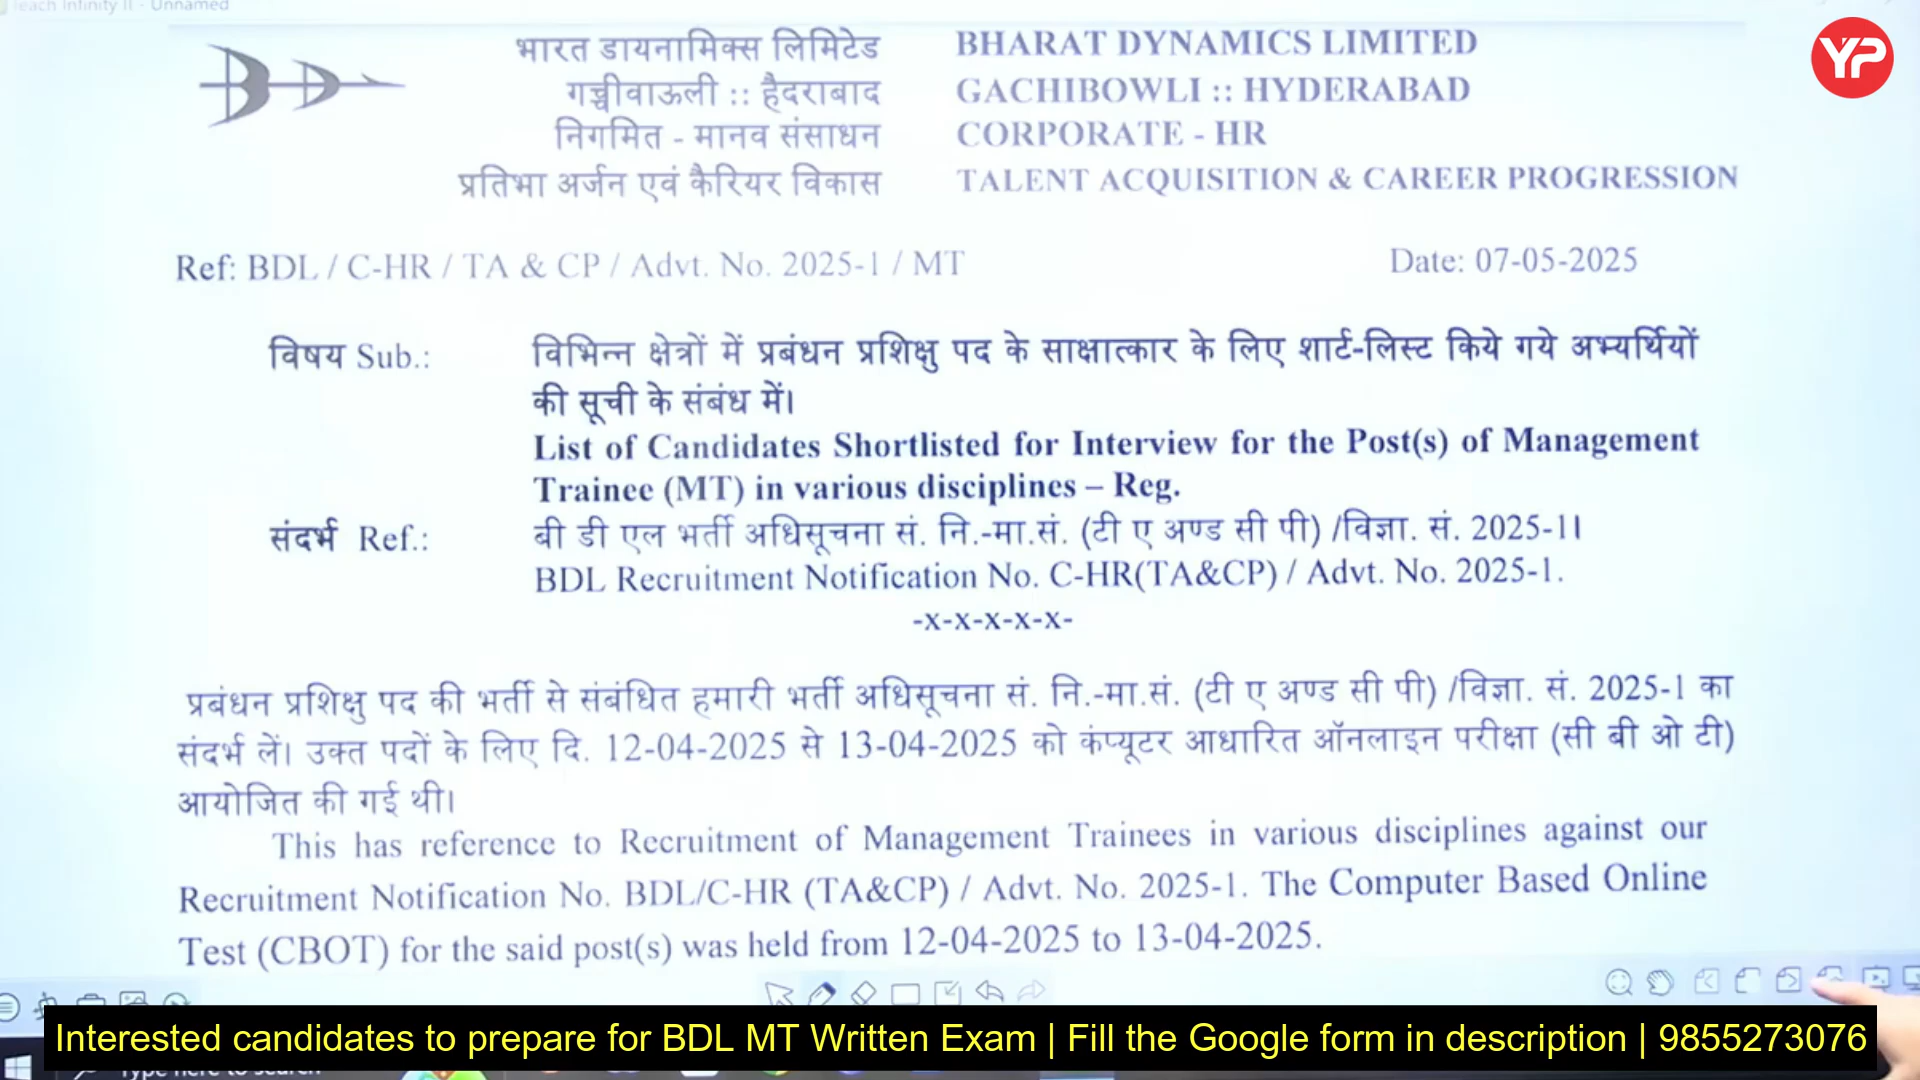 Teach Infinity II - Unnamed
YP
भारत डायनामिक्स लिमिटेड
गच्चीवाऊली :: हैदराबाद
निगमित - मानव संसाधन
प्रतिभा अर्जन एवं कैरियर विकास
BHARAT DYNAMICS LIMITED
GACHIBOWLI :: HYDERABAD
CORPORATE - HR
TALENT ACQUISITION & CAREER PROGRESSION
Ref: BDL / C-HR / TA & CP / Advt. No. 2025-1 / MT
Date: 07-05-2025
विषय Sub.: विभिन्न क्षेत्रों में प्रबंधन प्रशिक्षु पद के साक्षात्कार के लिए शार्ट-लिस्ट किये गये अभ्यर्थियों
की सूची के संबंध में।
List of Candidates Shortlisted for Interview for the Post(s) of Management
Trainee (MT) in various disciplines – Reg.
संदर्भ Ref.: बी डी एल भर्ती अधिसूचना सं. नि.-मा.सं. (टी ए अण्ड सी पी) /विज्ञा. सं. 2025-1।
BDL Recruitment Notification No. C-HR(TA&CP) / Advt. No. 2025-1.
-x-x-x-x-x-
प्रबंधन प्रशिक्षु पद की भर्ती से संबंधित हमारी भर्ती अधिसूचना सं. नि.-मा.सं. (टी ए अण्ड सी पी) /विज्ञा. सं. 2025-1 का
संदर्भ लें। उक्त पदों के लिए दि. 12-04-2025 से 13-04-2025 को कंप्यूटर आधारित ऑनलाइन परीक्षा (सी बी ओ टी)
आयोजित की गई थी।
This has reference to Recruitment of Management Trainees in various disciplines against our
Recruitment Notification No. BDL/C-HR (TA&CP) / Advt. No. 2025-1. The Computer Based Online
Test (CBOT) for the said post(s) was held from 12-04-2025 to 13-04-2025.
Interested candidates to prepare for BDL MT Written Exam | Fill the Google form in description | 9855273076
Type here to search